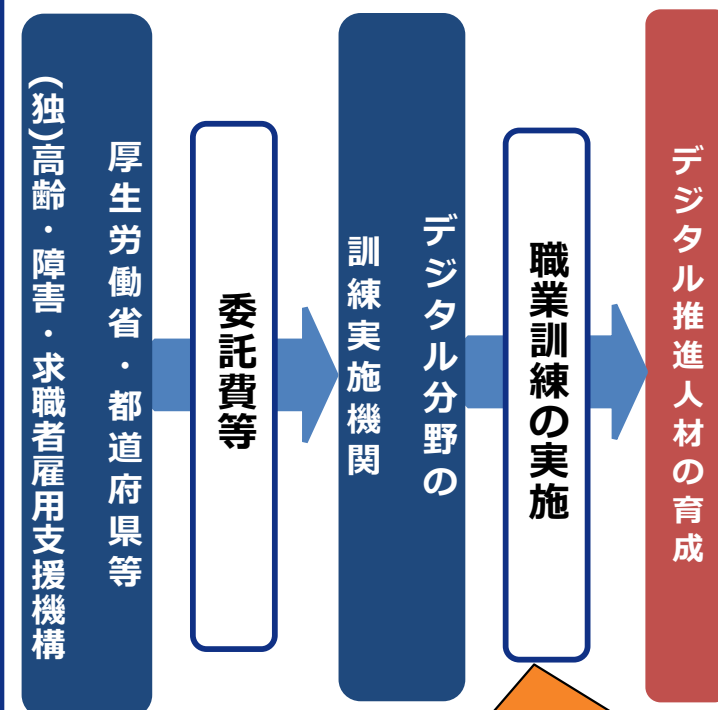 厚生労働省・都道府県等
(独)高齢・障害・求職者雇用支援機構
委託費等
デジタル分野の
訓練実施機関
職業訓練の実施
デジタル推進人材の育成